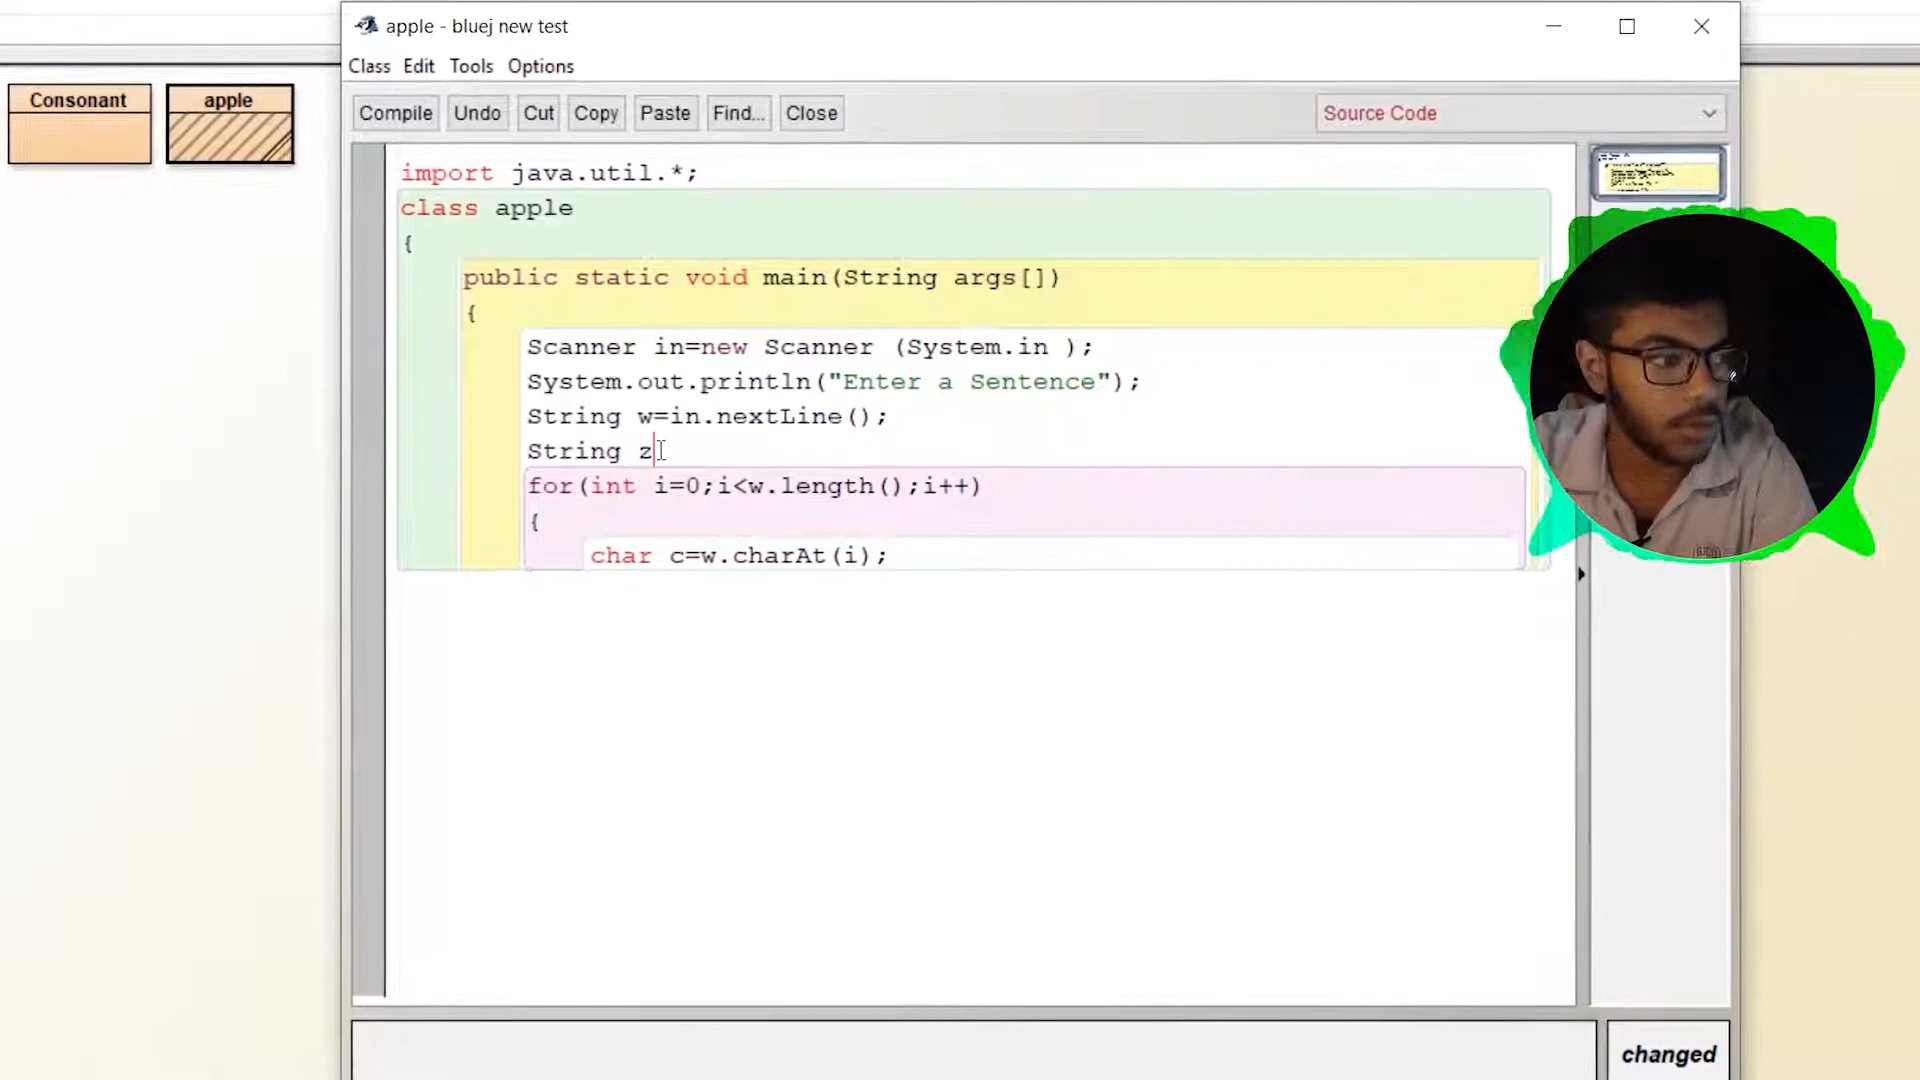 apple - bluej new test
Class Edit Tools Options
Consonant
apple
Compile Undo Cut Copy Paste Find... Close
Source Code
import java.util.*;
class apple
{
public static void main(String args[])
{
Scanner in=new Scanner (System.in );
System.out.println("Enter a Sentence");
String w=in.nextLine();
String z
for(int i=0;i<w.length();i++)
{
char c=w.charAt(i);
changed